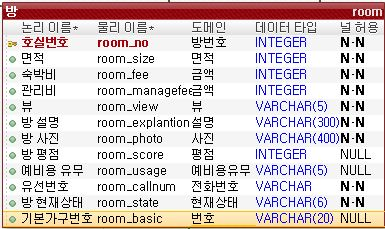 방 room
논리 이름* 물리 이름* 도메인 데이터 타입 널 허용
호실번호 room_no 방번호 INTEGER N-N
면적 room_size 면적 INTEGER N-N
숙박비 room_fee 금액 INTEGER N-N
관리비 room_managefee 금액 INTEGER N-N
뷰 room_view 뷰 VARCHAR(5) N-N
방 설명 room_explantion 설명 VARCHAR(300) N-N
방 사진 room_photo 사진 VARCHAR(400) N-N
방 평점 room_score 평점 INTEGER NULL
예비용유무 room_usage 예비용유무 VARCHAR(5) NULL
유선번호 room_callnum 전화번호 VARCHAR N-N
방 현재상태 room_state 현재상태 VARCHAR(6) N-N
기본가구번호 room_basic 번호 VARCHAR(20) NULL